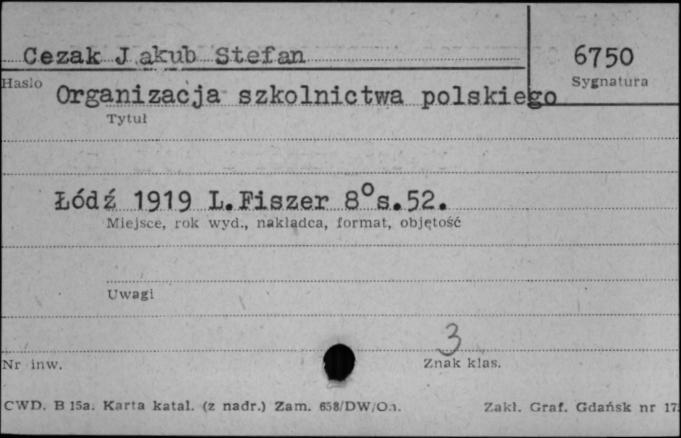 Cezak Jakub Stefan
6750
Hasło
Sygnatura
Organizacja szkolnictwa polskiego
Tytuł
Łódź 1919 L.Fiszer 8° s.52.
Miejsce, rok wyd., nakładca, format, objętość
Uwagi
3
Nr inw.
Znak klas.
CWD. B 15a. Karta katal. (z nadr.) Zam. 658/DW/
Zakł. Graf. Gdańsk nr 17